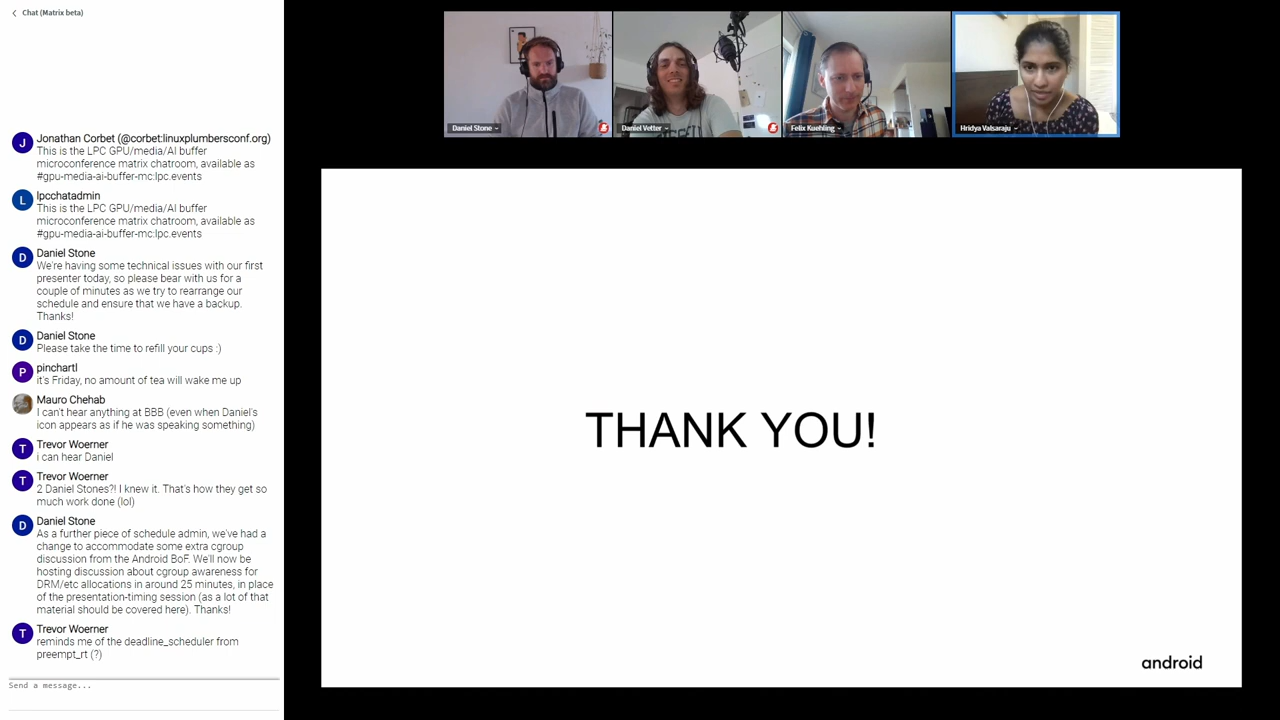 Chat (Matrix beta)
J
Jonathan Corbet (@corbet:linuxplumbersconf.org)
This is the LPC GPU/media/AI buffer
microconference matrix chatroom, available as
#gpu-media-ai-buffer-mc:lpc.events
L
lpcchatadmin
This is the LPC GPU/media/AI buffer
microconference matrix chatroom, available as
#gpu-media-ai-buffer-mc:lpc.events
D
Daniel Stone
We're having some technical issues with our first
presenter today, so please bear with us for a
couple of minutes as we try to rearrange our
schedule and ensure that we have a backup.
Thanks!
D
Daniel Stone
Please take the time to refill your cups :)
P
pinchartl
it's Friday, no amount of tea will wake me up
Mauro Chehab
I can't hear anything at BBB (even when Daniel's
icon appears as if he was speaking something)
T
Trevor Woerner
i can hear Daniel
T
Trevor Woerner
2 Daniel Stones?! I knew it. That's how they get so
much work done (lol)
D
Daniel Stone
As a further piece of schedule admin, we've had a
change to accommodate some extra cgroup
discussion from the Android BoF. We'll now be
hosting discussion about cgroup awareness for
DRM/etc allocations in around 25 minutes, in place
of the presentation-timing session (as a lot of that
material should be covered here). Thanks!
T
Trevor Woerner
reminds me of the deadline_scheduler from
preempt_rt (?)
Send a message...
Daniel Stone
Daniel Vetter
Felix Kuehling
Hridya Valsaraju
THANK YOU!
android